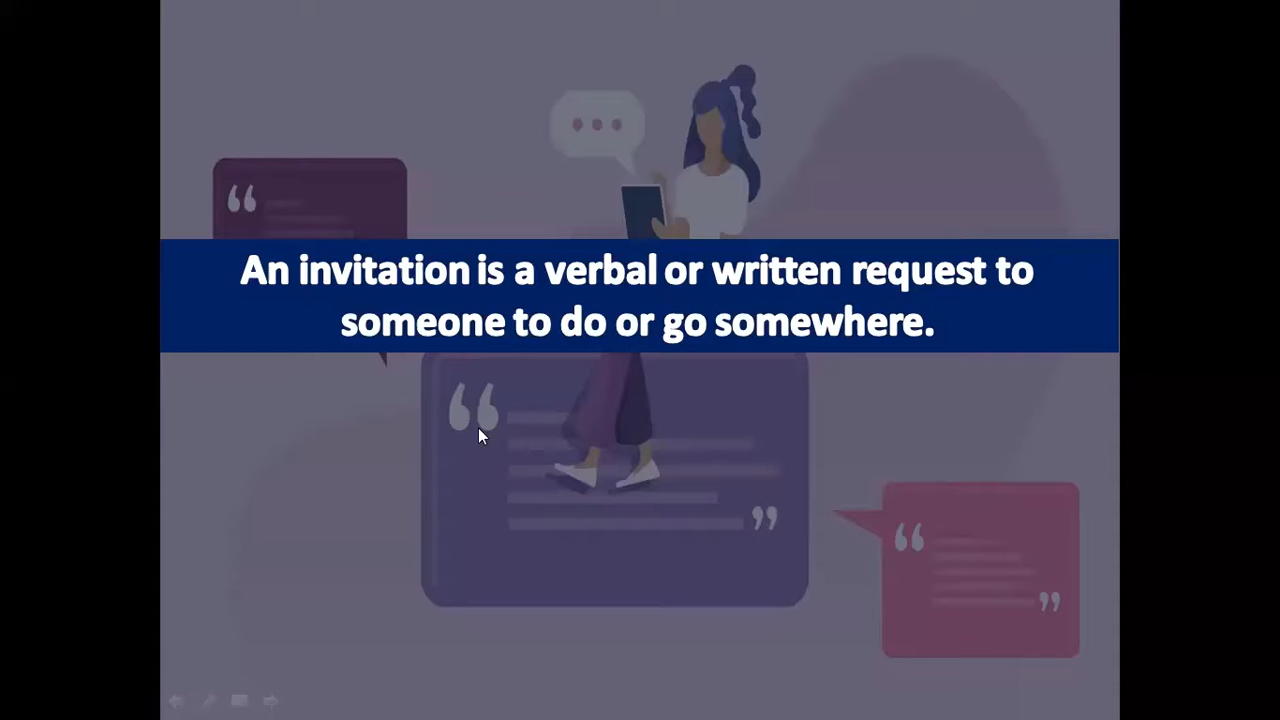 An invitation is a verbal or written request to
someone to do or go somewhere.